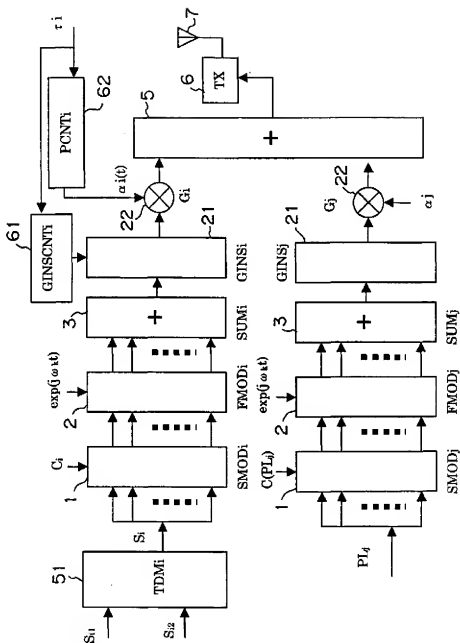 τi
PCNTi
62
αi(t)
GINSCNTi
61
7
TX
6
5
+
22
Gi
21
GINSi
3
+
SUMi
exp(jωkt)
2
FMODi
Ci
1
SMODi
Si
TDMi
51
Si1
Si2
Gj
22
αj
21
GINSj
3
+
SUMj
exp(jωkt)
2
FMODj
C(PLj)
1
SMODj
PLj